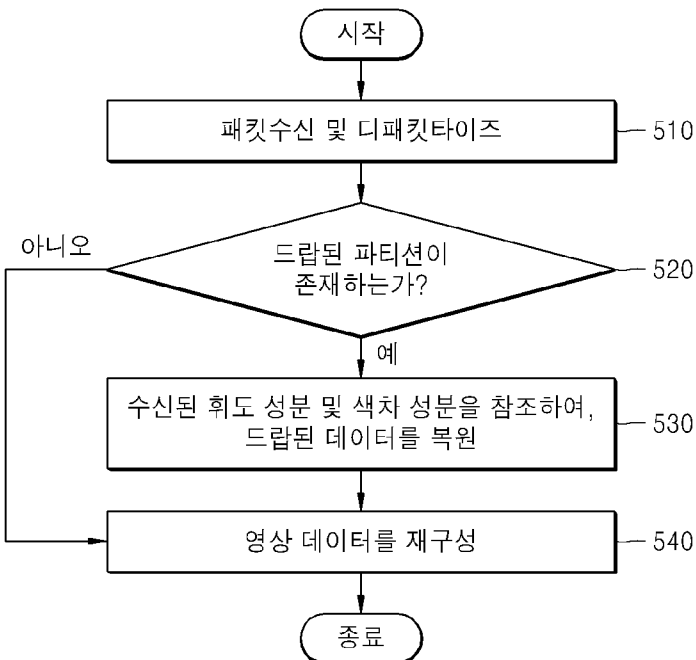 시작
패킷수신 및 디패킷타이즈
510
드랍된 파티션이
존재하는가?
520
아니오
예
수신된 휘도 성분 및 색차 성분을 참조하여,
드랍된 데이터를 복원
530
영상 데이터를 재구성
540
종료